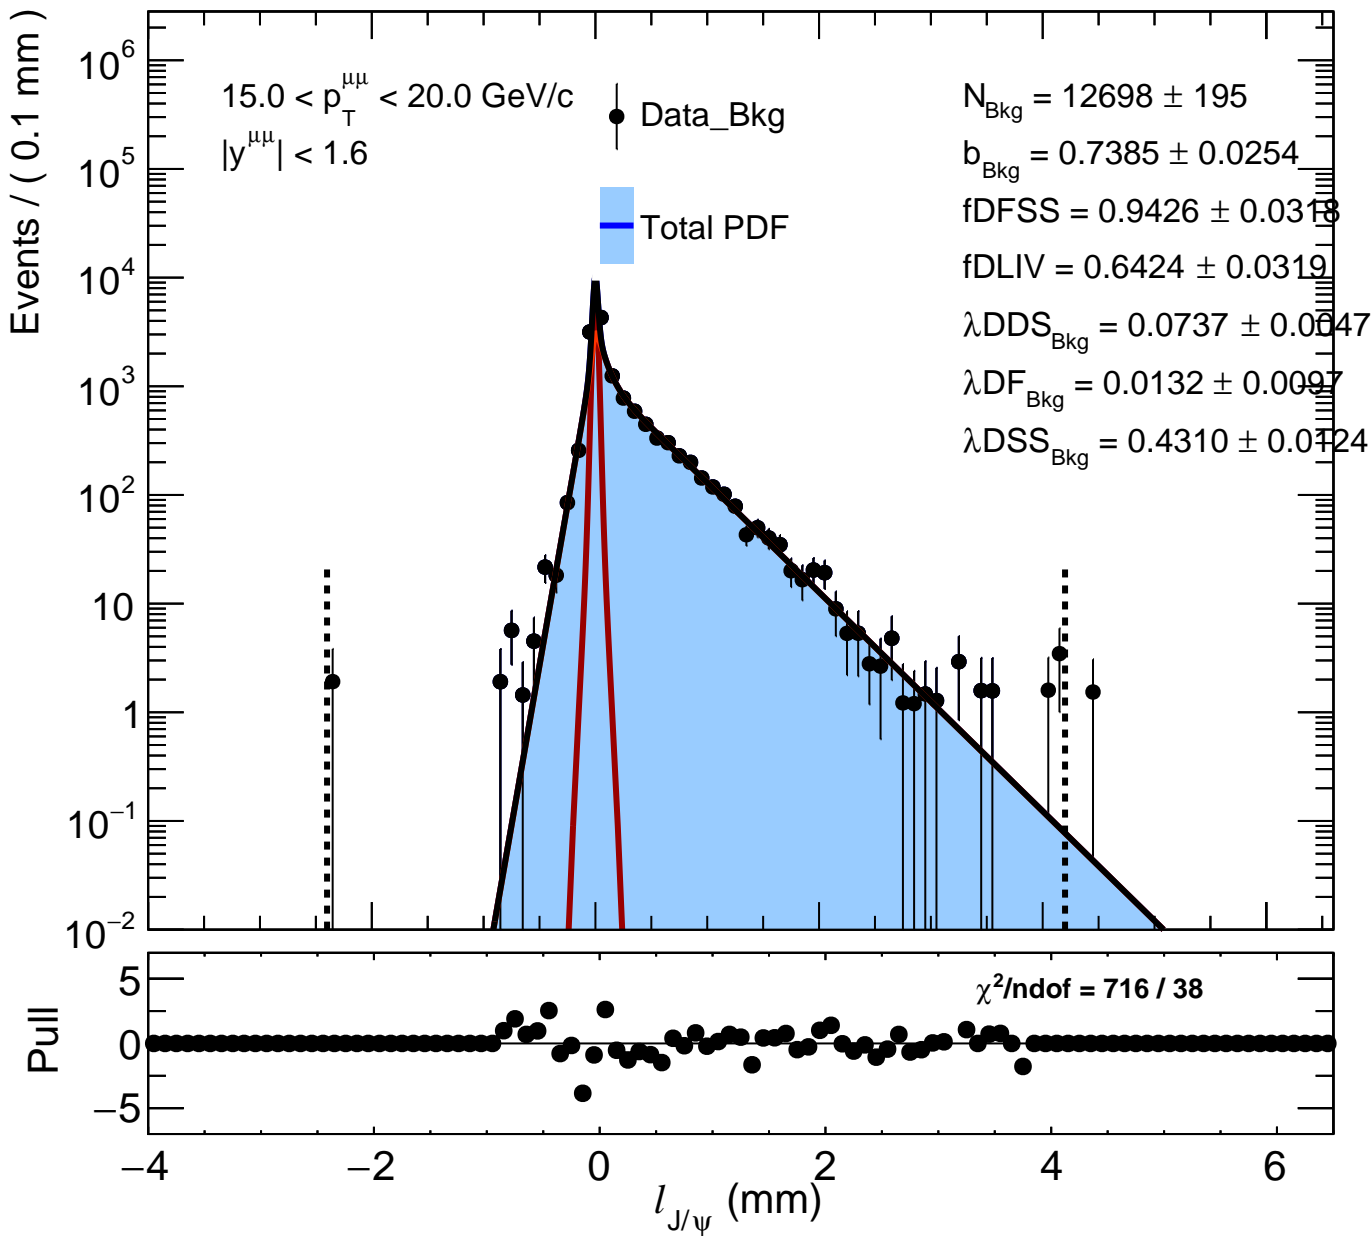 Events / ( 0.1 mm )
10^6
10^5
10^4
10^3
10^2
10
1
10^−1
10^−2
15.0 < p_T^μμ < 20.0 GeV/c
|y^μμ| < 1.6
Data_Bkg
Total PDF
N_Bkg = 12698 ± 195
b_Bkg = 0.7385 ± 0.0254
fDFSS = 0.9426 ± 0.0318
fDLIV = 0.6424 ± 0.0319
λDDS_Bkg = 0.0737 ± 0.0047
λDF_Bkg = 0.0132 ± 0.0097
λDSS_Bkg = 0.4310 ± 0.0124
Pull
5
0
−5
χ²/ndof = 716 / 38
−4 −2 0 2 4 6
l_J/ψ (mm)